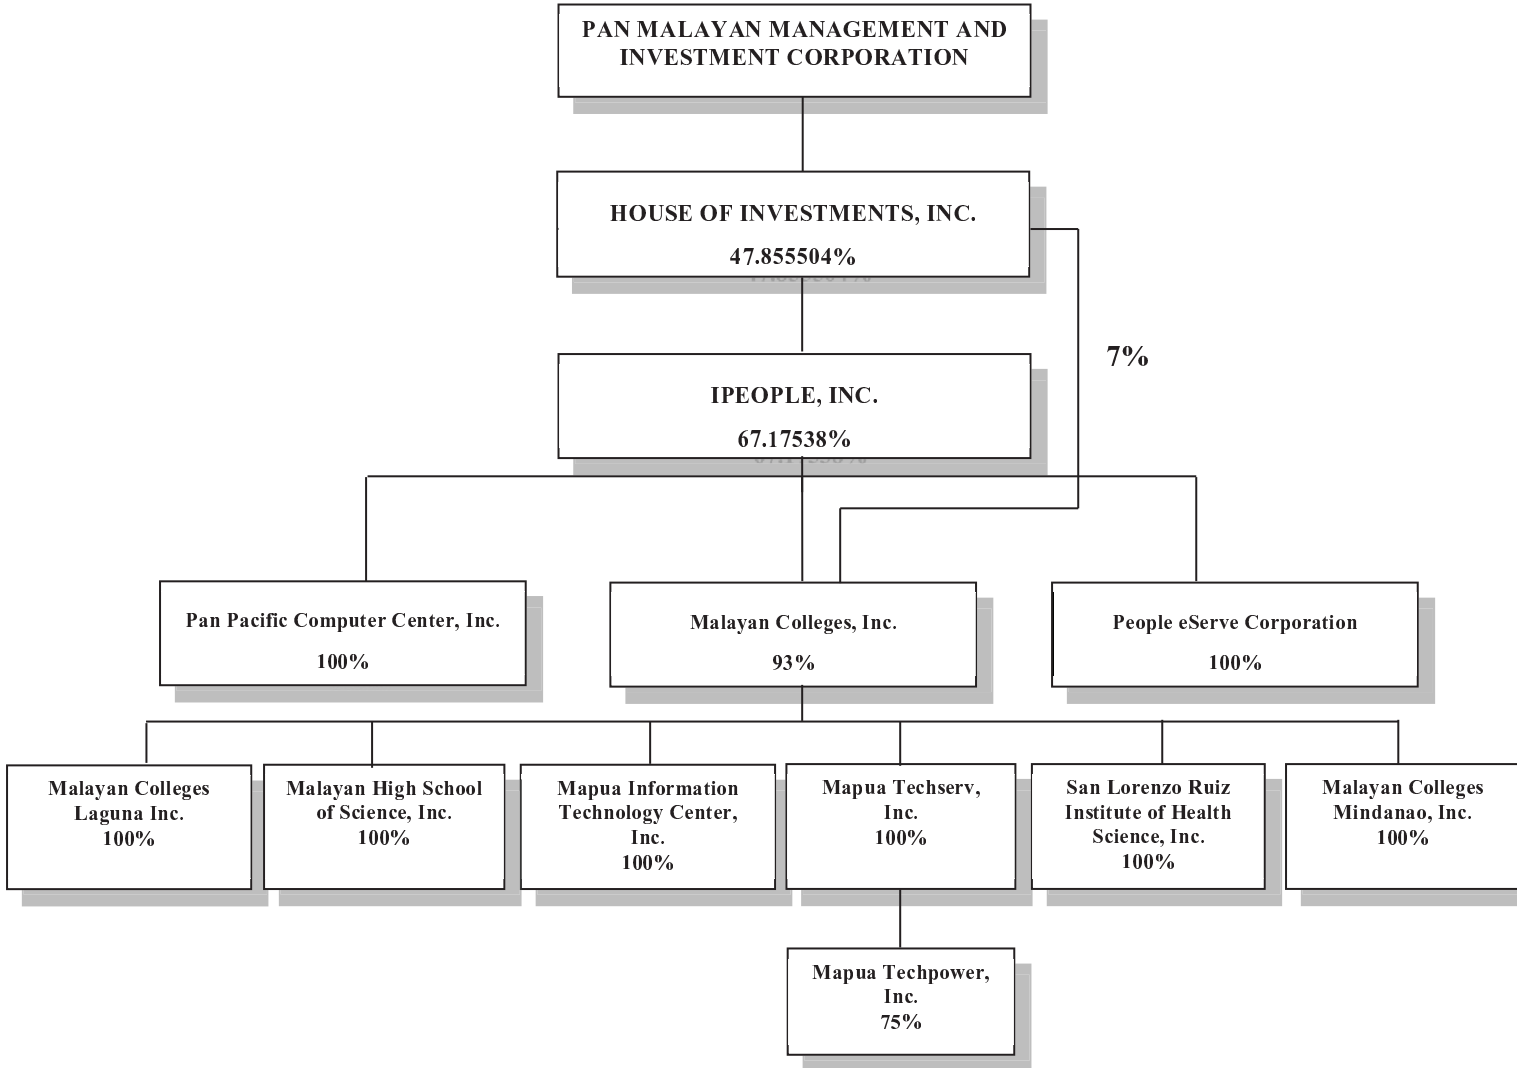 PAN MALAYAN MANAGEMENT AND
INVESTMENT CORPORATION
HOUSE OF INVESTMENTS, INC.
47.855504%
7%
IPEOPLE, INC.
67.17538%
Pan Pacific Computer Center, Inc.
100%
Malayan Colleges, Inc.
93%
People eServe Corporation
100%
Malayan Colleges
Laguna Inc.
100%
Malayan High School
of Science, Inc.
100%
Mapua Information
Technology Center,
Inc.
100%
Mapua Techserv,
Inc.
100%
San Lorenzo Ruiz
Institute of Health
Science, Inc.
100%
Malayan Colleges
Mindanao, Inc.
100%
Mapua Techpower,
Inc.
75%